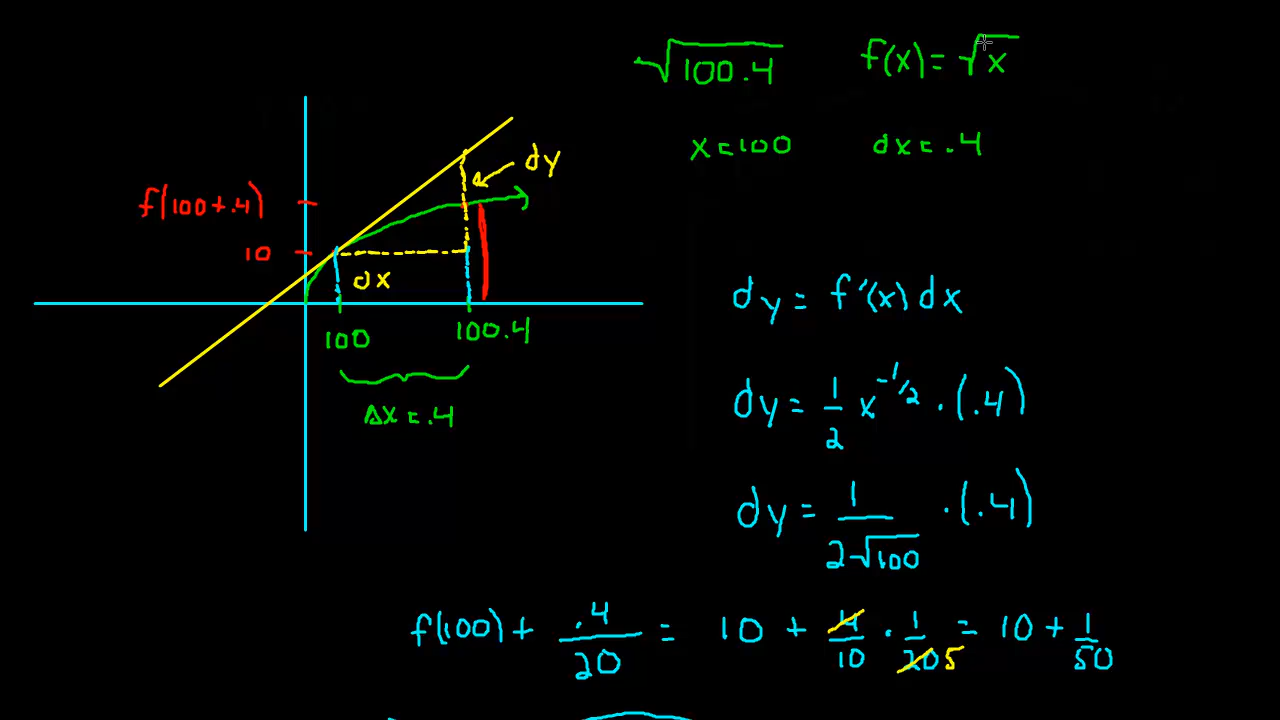 √100.4 f(x) = √x
x = 100 dx = .4
dy
f(100+.4)
10
dx
100 100.4
Δx = .4
dy = f'(x) dx
dy = 1/2 x^-1/2 · (.4)
dy = 1/(2√100) · (.4)
f(100) + .4/20 = 10 + 4/10 · 1/20 5 = 10 + 1/50